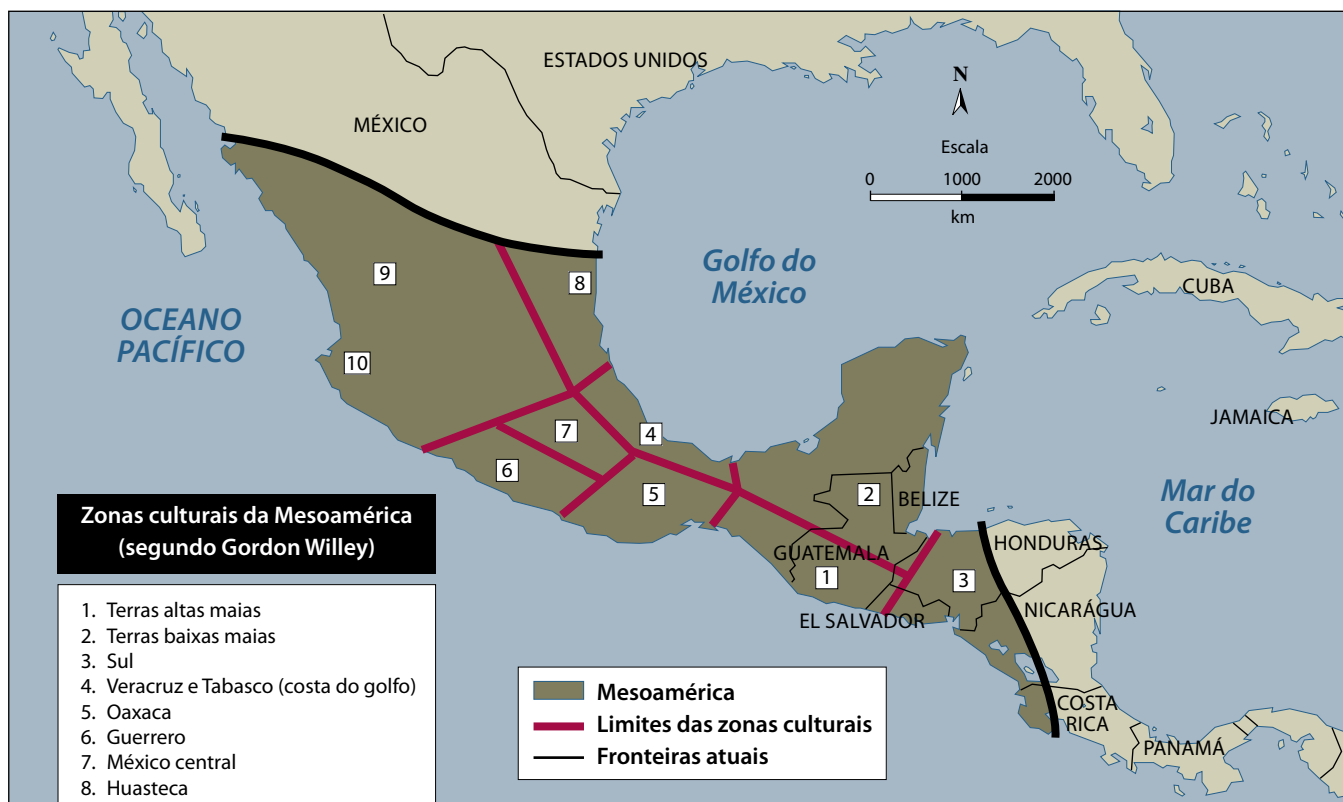 ESTADOS UNIDOS
MÉXICO
N
Escala
0 1000 2000
km
Golfo do
México
OCEANO
PACÍFICO
CUBA
JAMAICA
Mar do
Caribe
9
8
10
7
4
6
5
2
BELIZE
GUATEMALA
1
3
HONDURAS
NICARÁGUA
EL SALVADOR
COSTA
RICA
PANAMÁ
Zonas culturais da Mesoamérica
(segundo Gordon Willey)
1. Terras altas maias
2. Terras baixas maias
3. Sul
4. Veracruz e Tabasco (costa do golfo)
5. Oaxaca
6. Guerrero
7. México central
8. Huasteca
Mesoamérica
Limites das zonas culturais
Fronteiras atuais